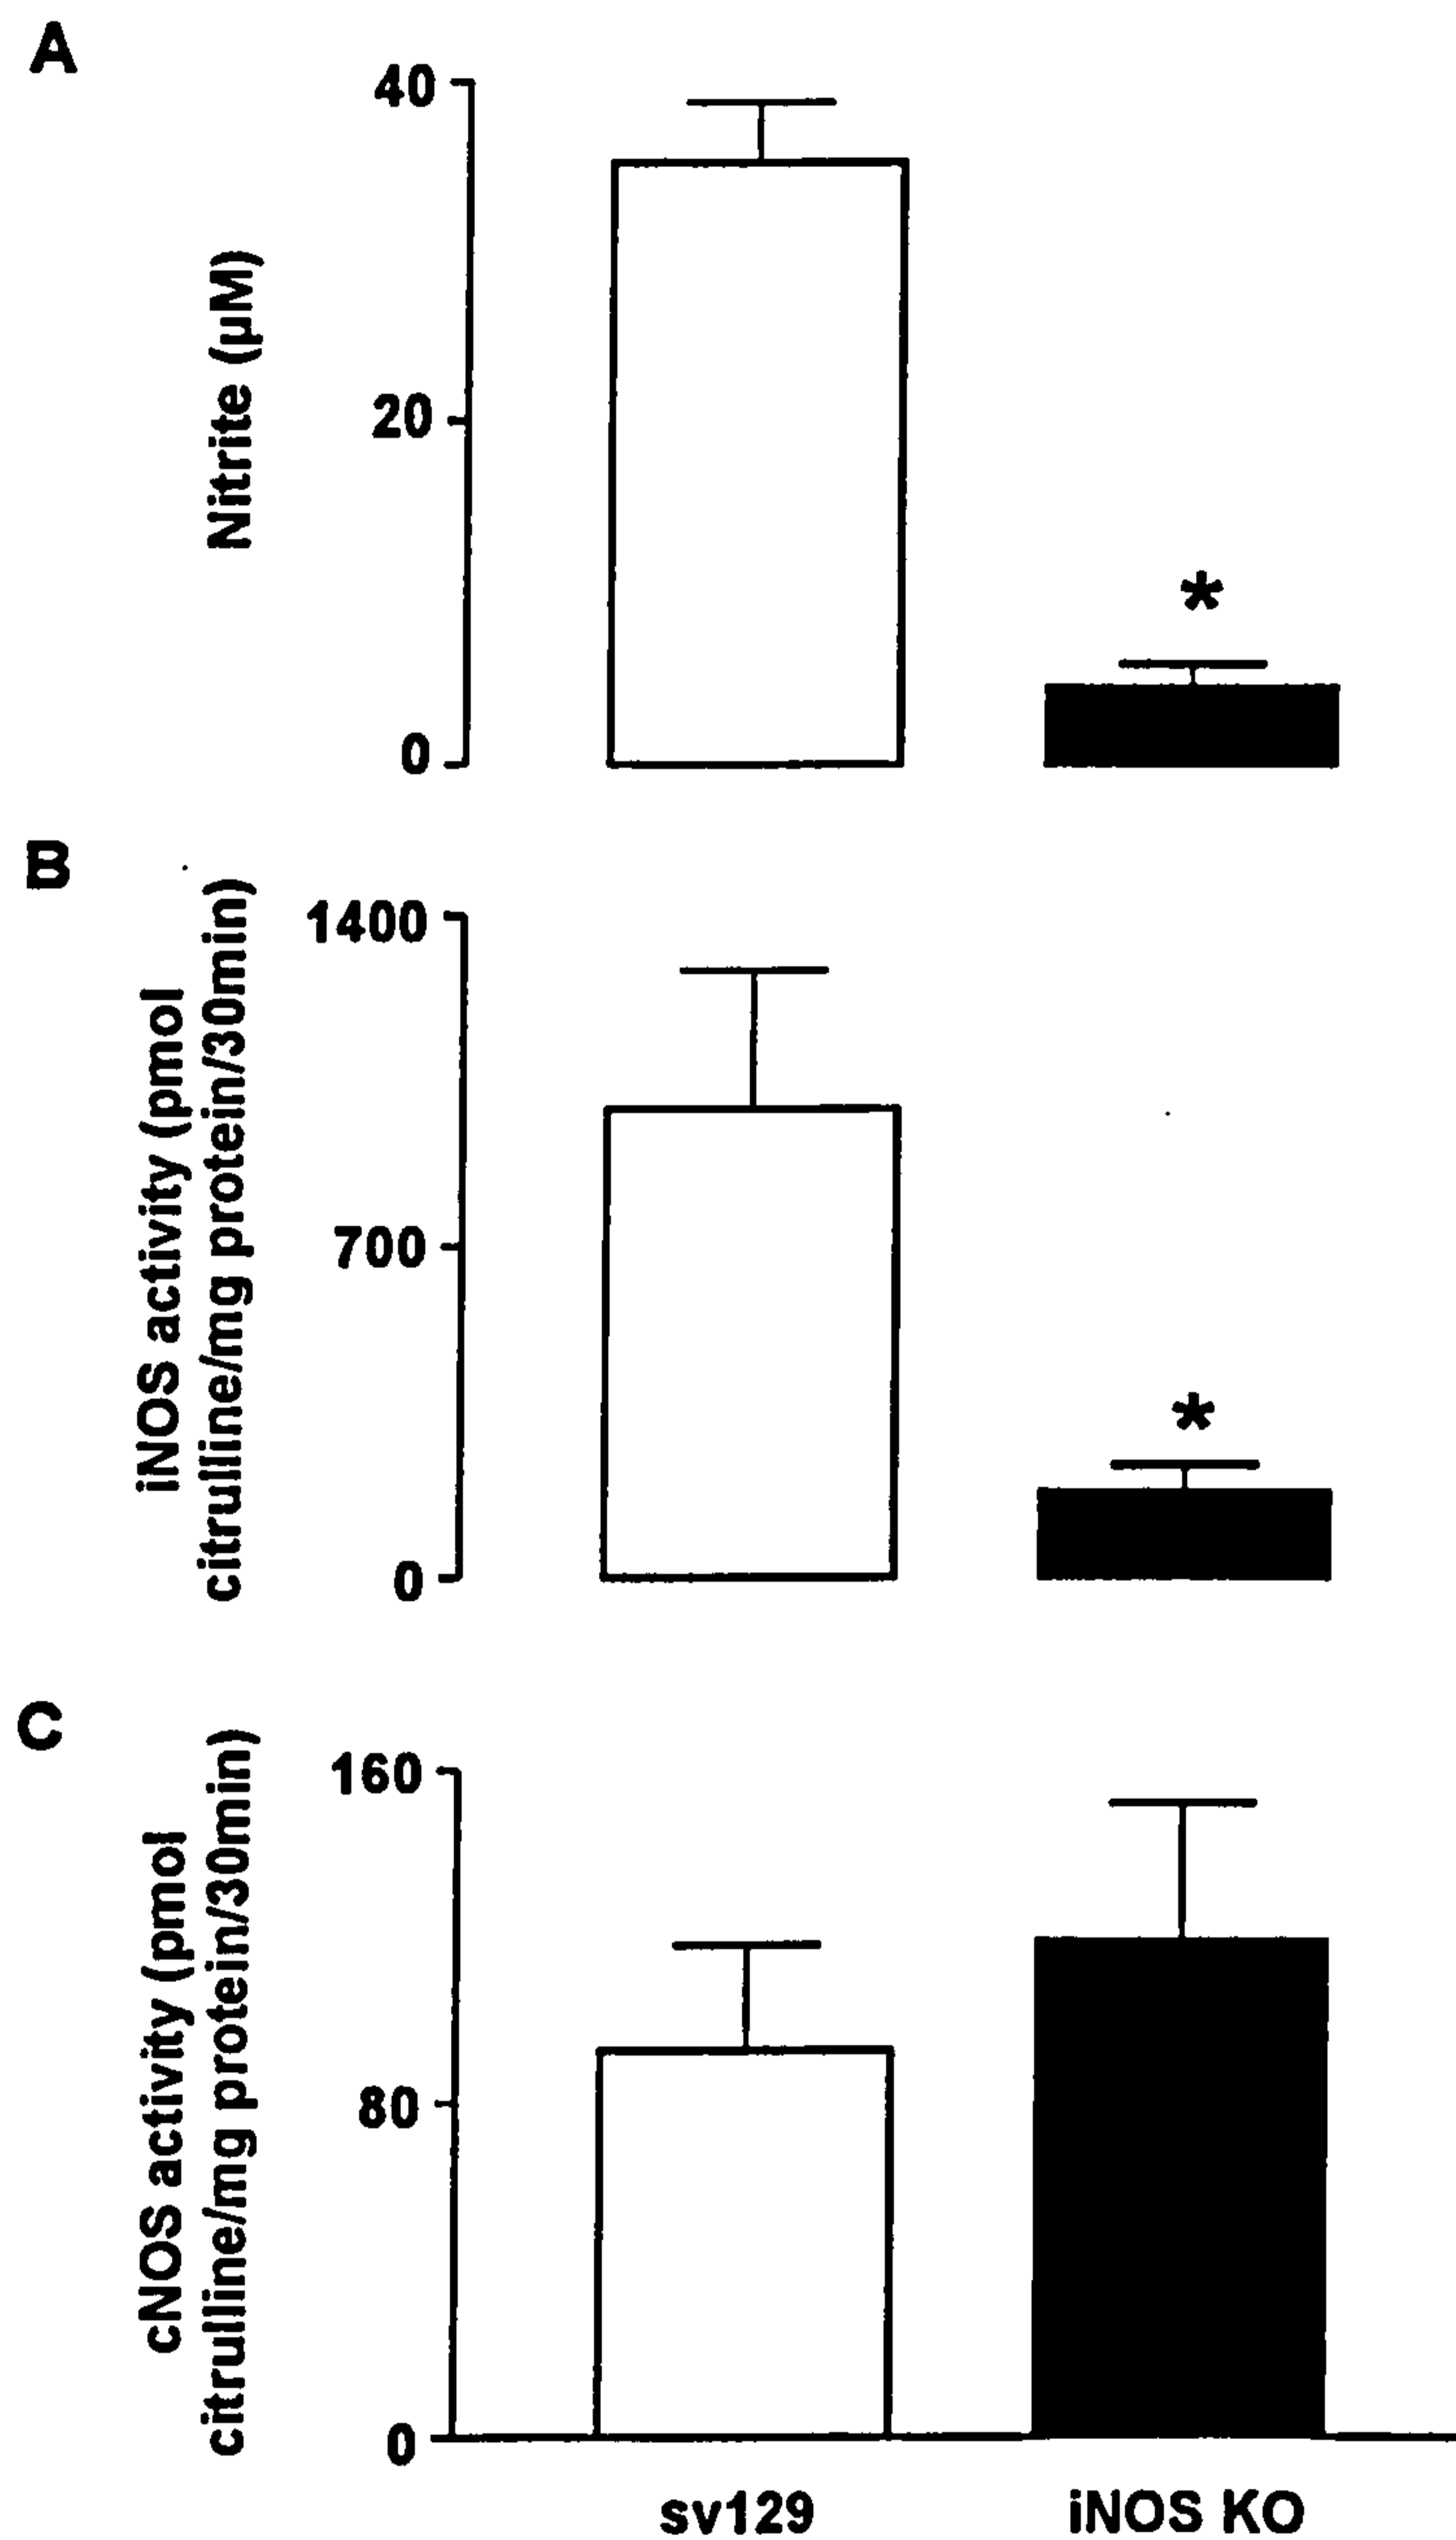 A
40
20
0
Nitrite (µM)
*
B
1400
700
0
iNOS activity (pmol
citrulline/mg protein/30min)
*
C
160
80
0
cNOS activity (pmol
citrulline/mg protein/30min)
sv129
iNOS KO